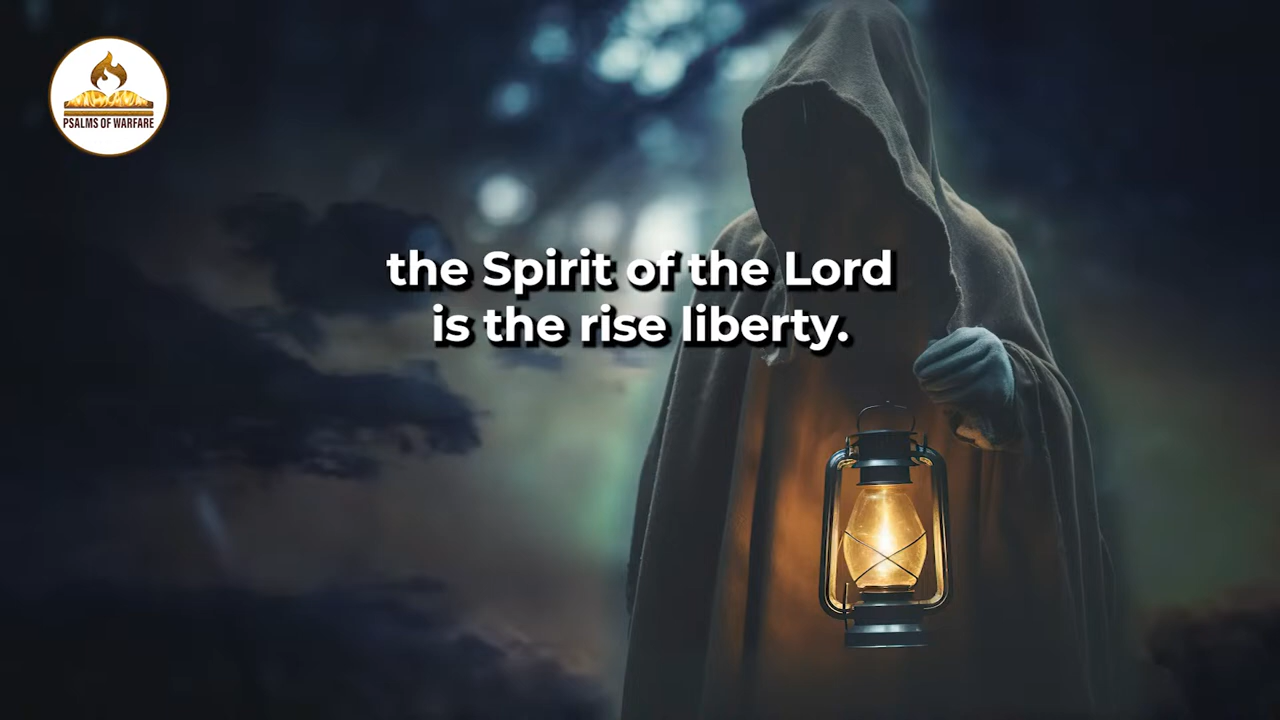 PSALMS OF WARFARE
the Spirit of the Lord
is the rise liberty.